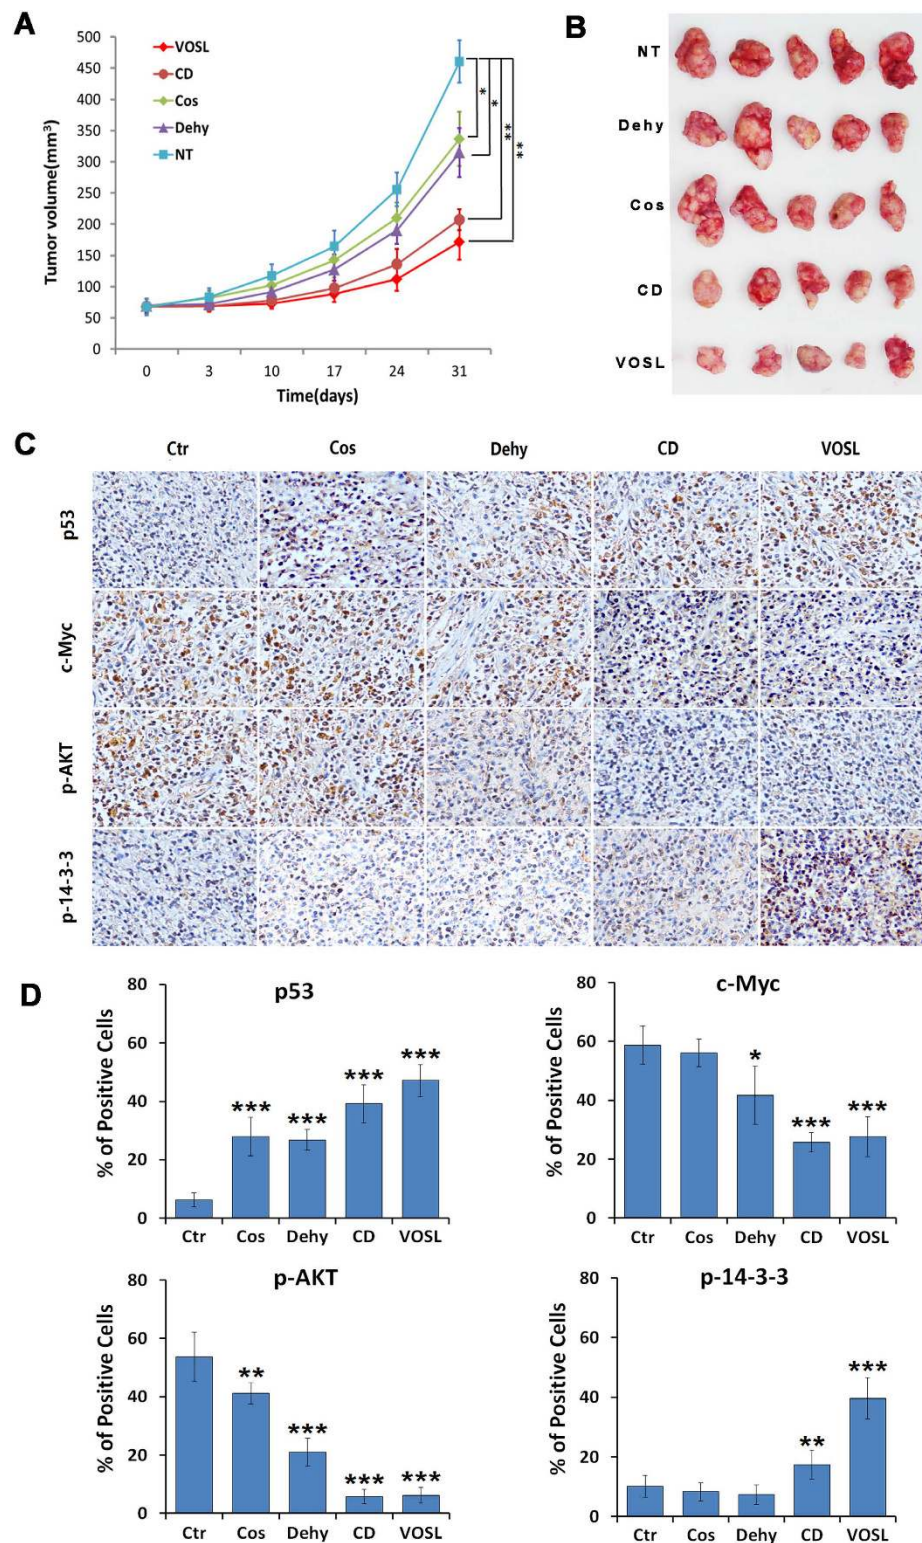 A
Tumor volume(mm³)
500
450
400
350
300
250
200
150
100
50
0
VOSL
CD
Cos
Dehy
NT
*
*
**
**
0 3 10 17 24 31
Time(days)
B
NT
Dehy
Cos
CD
VOSL
C
Ctr Cos Dehy CD VOSL
p53
c-Myc
p-AKT
p-14-3-3
D
p53
% of Positive Cells
80
60
40
20
0
***
***
***
***
Ctr Cos Dehy CD VOSL
c-Myc
% of Positive Cells
80
60
40
20
0
*
***
***
Ctr Cos Dehy CD VOSL
p-AKT
% of Positive Cells
80
60
40
20
0
**
***
***
***
Ctr Cos Dehy CD VOSL
p-14-3-3
% of Positive Cells
80
60
40
20
0
**
***
Ctr Cos Dehy CD VOSL